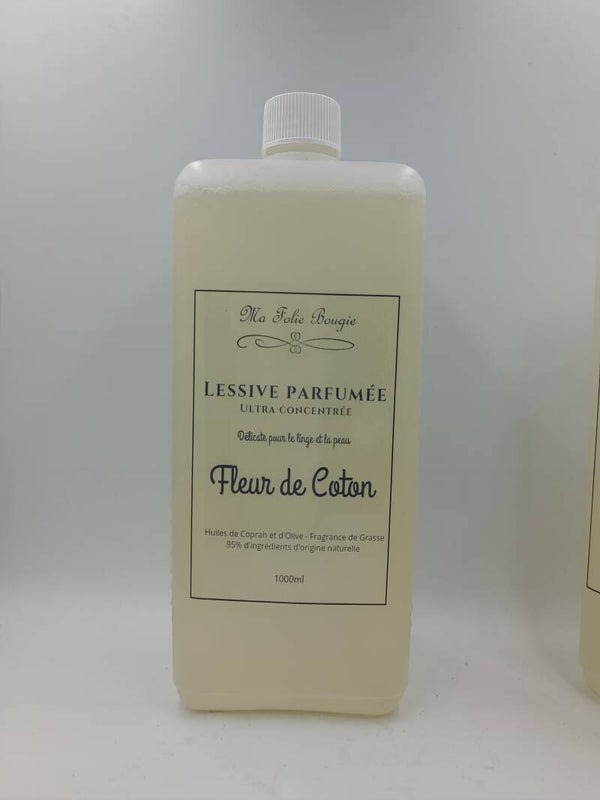 Ma Folie Bougie
Lessive parfumée
Ultra concentrée
Délicate pour le linge et la peau
Fleur de Coton
Huiles de Coprah et d'Olive - Fragrance de Grasse
95% d'ingrédients d'origine naturelle
1000ml